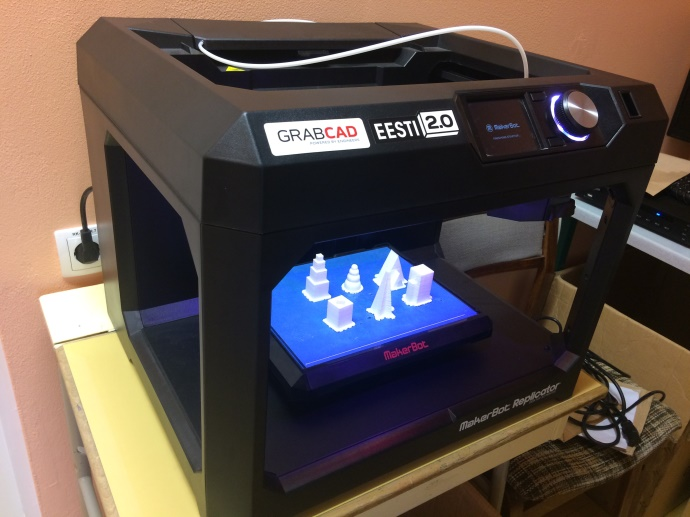 GRABCAD
EESTI 2.0
MakerBot
MakerBot
MakerBot Replicator